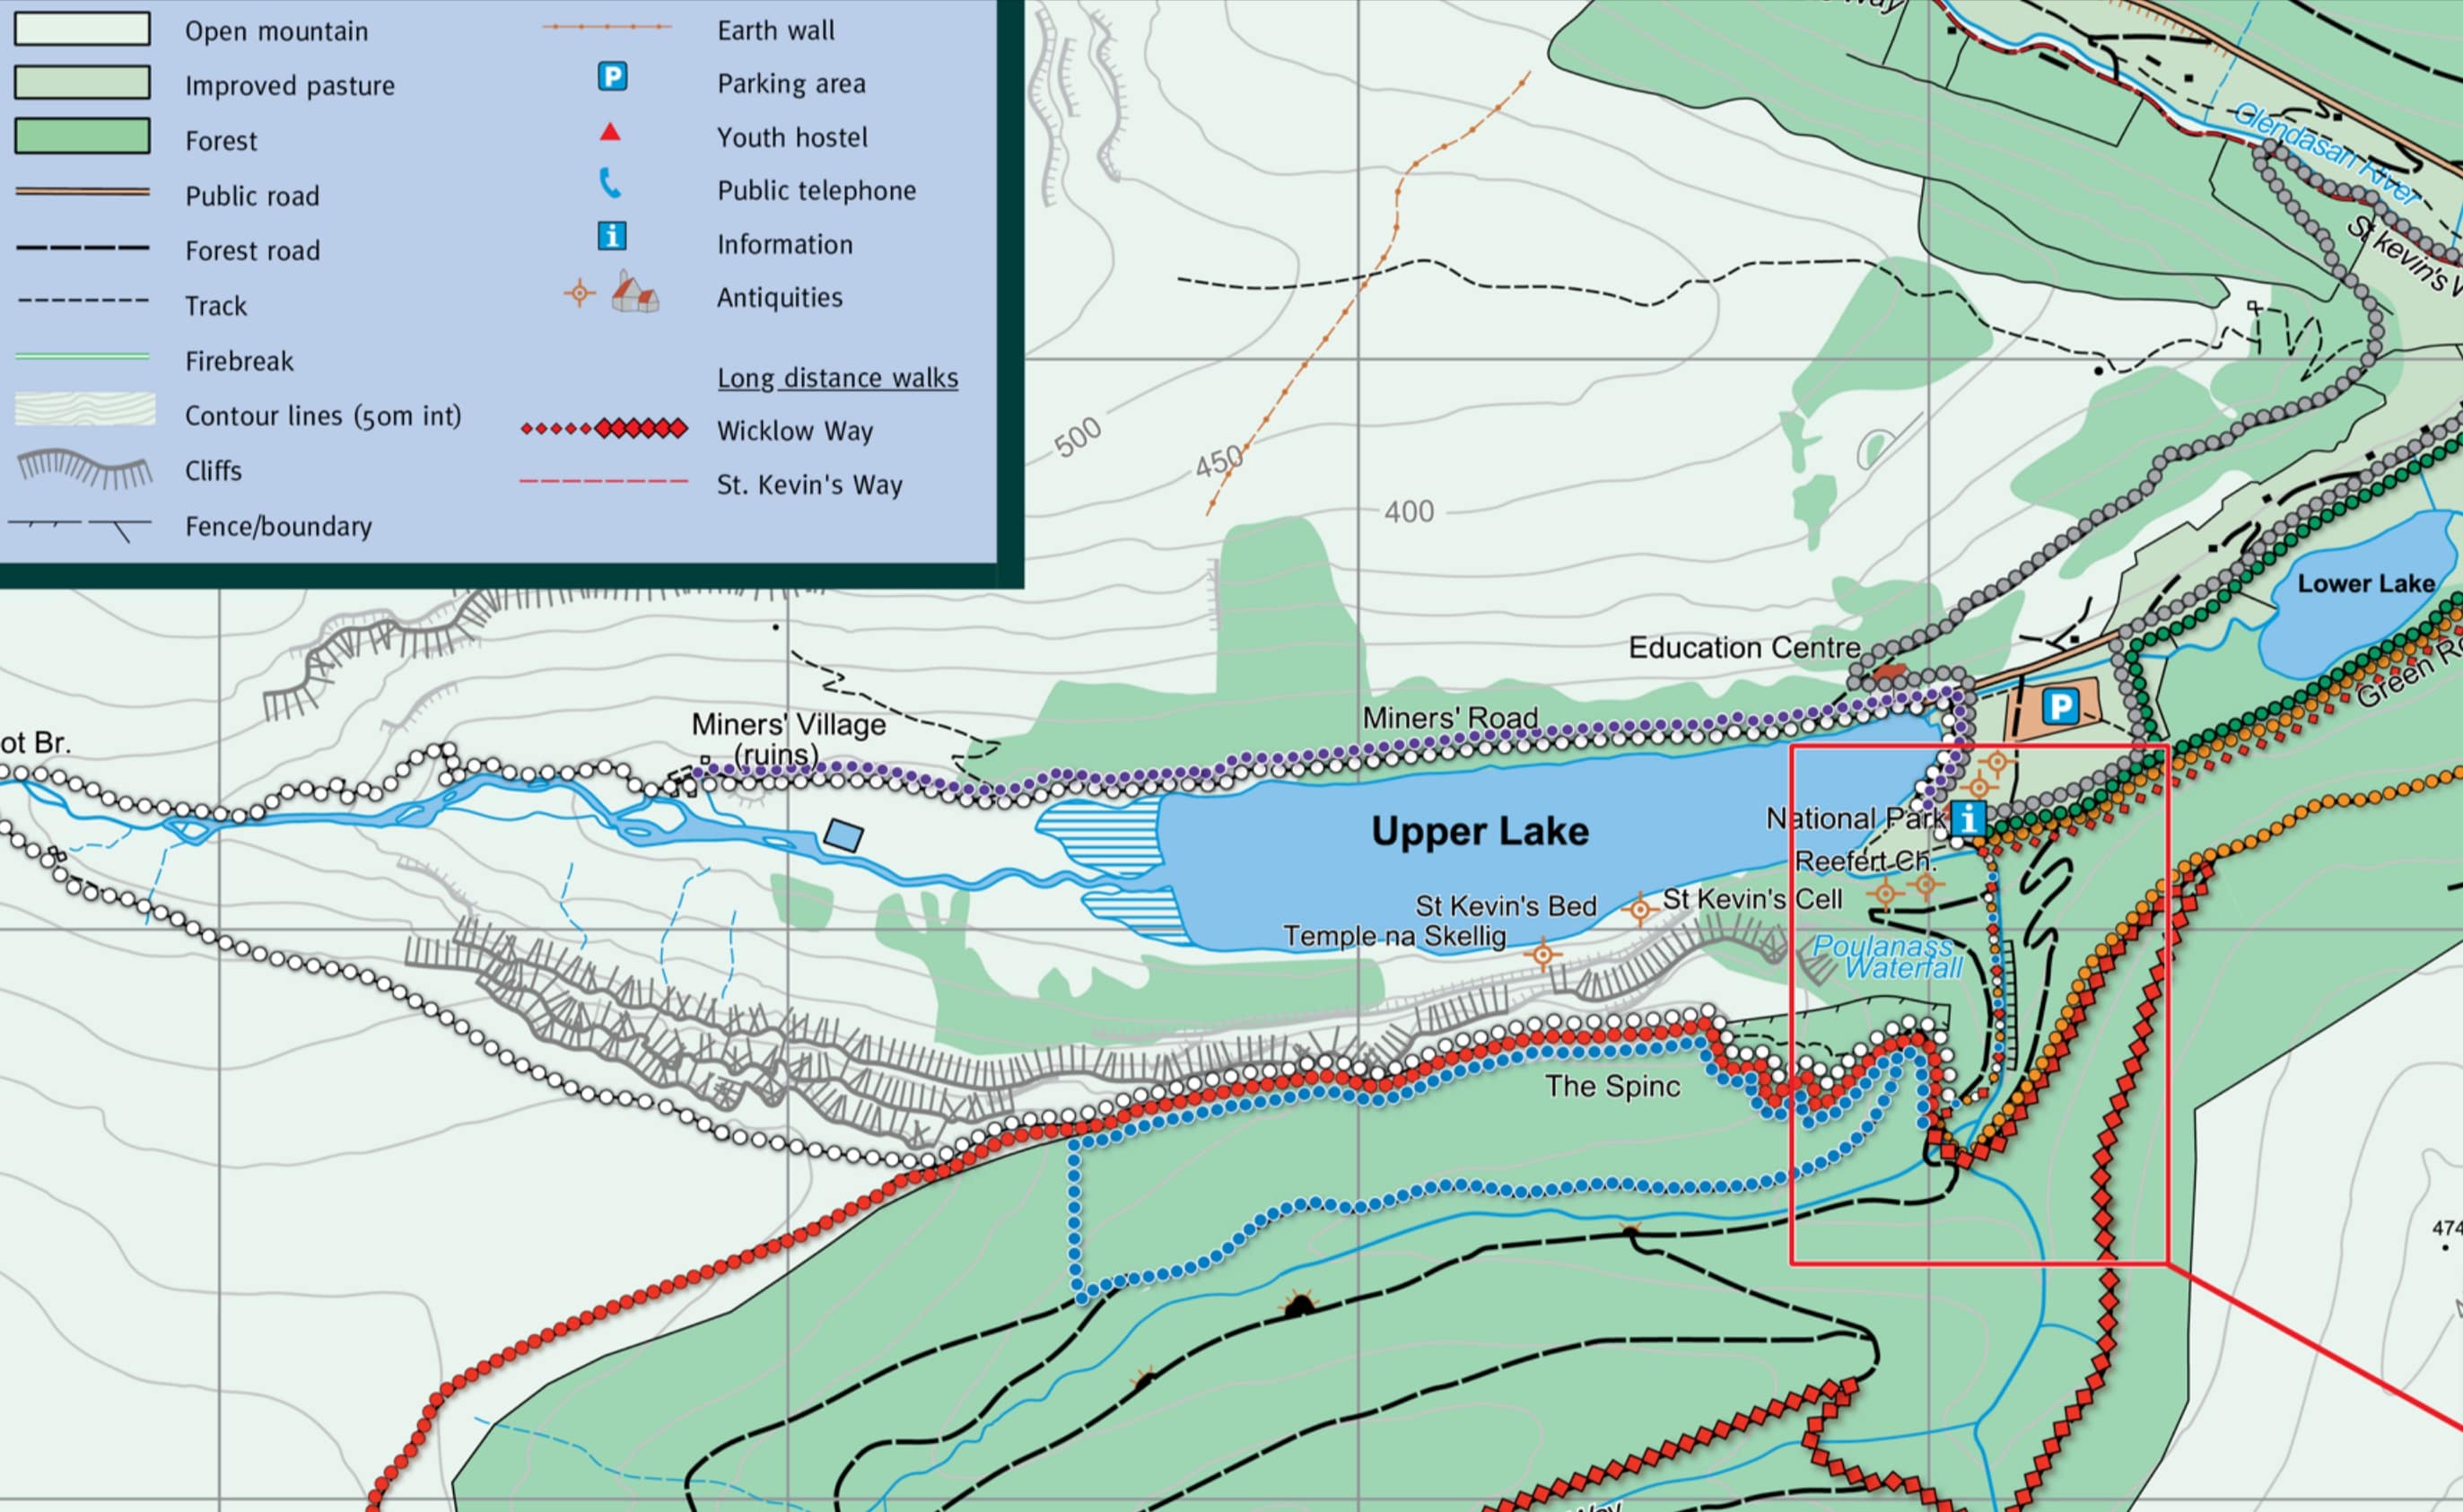 Open mountain
Improved pasture
Forest
Public road
Forest road
Track
Firebreak
Contour lines (50m int)
Cliffs
Fence/boundary
Earth wall
P
Parking area
Youth hostel
Public telephone
i
Information
Antiquities
Long distance walks
Wicklow Way
St. Kevin's Way
Glendasan River
St kevin's
500
450
400
Lower Lake
Education Centre
Green
P
Miners' Road
Miners' Village
(ruins)
Br.
Upper Lake
National Park
i
Reefert Ch.
St Kevin's Bed
St Kevin's Cell
Temple na Skellig
Poulanass
Waterfall
The Spinc
474